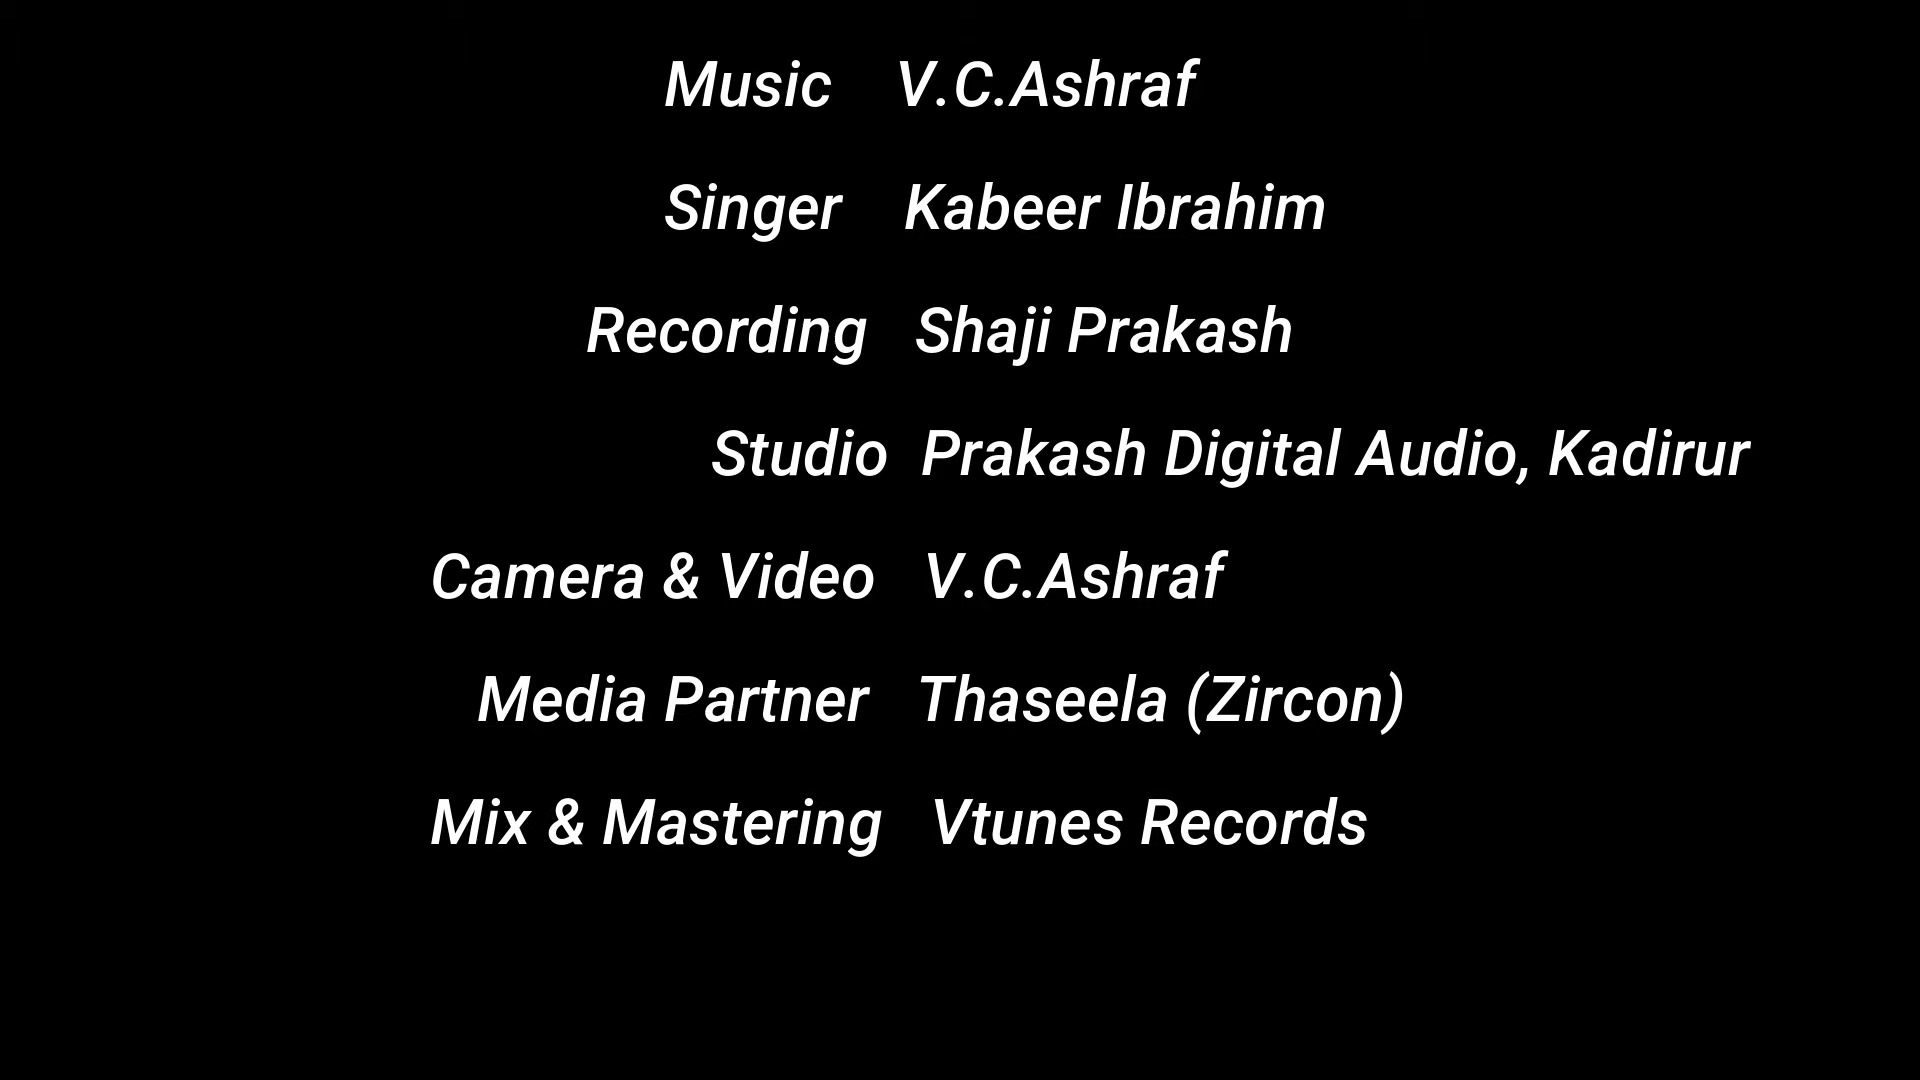 Music V.C.Ashraf
Singer Kabeer Ibrahim
Recording Shaji Prakash
Studio Prakash Digital Audio, Kadirur
Camera & Video V.C.Ashraf
Media Partner Thaseela (Zircon)
Mix & Mastering Vtunes Records